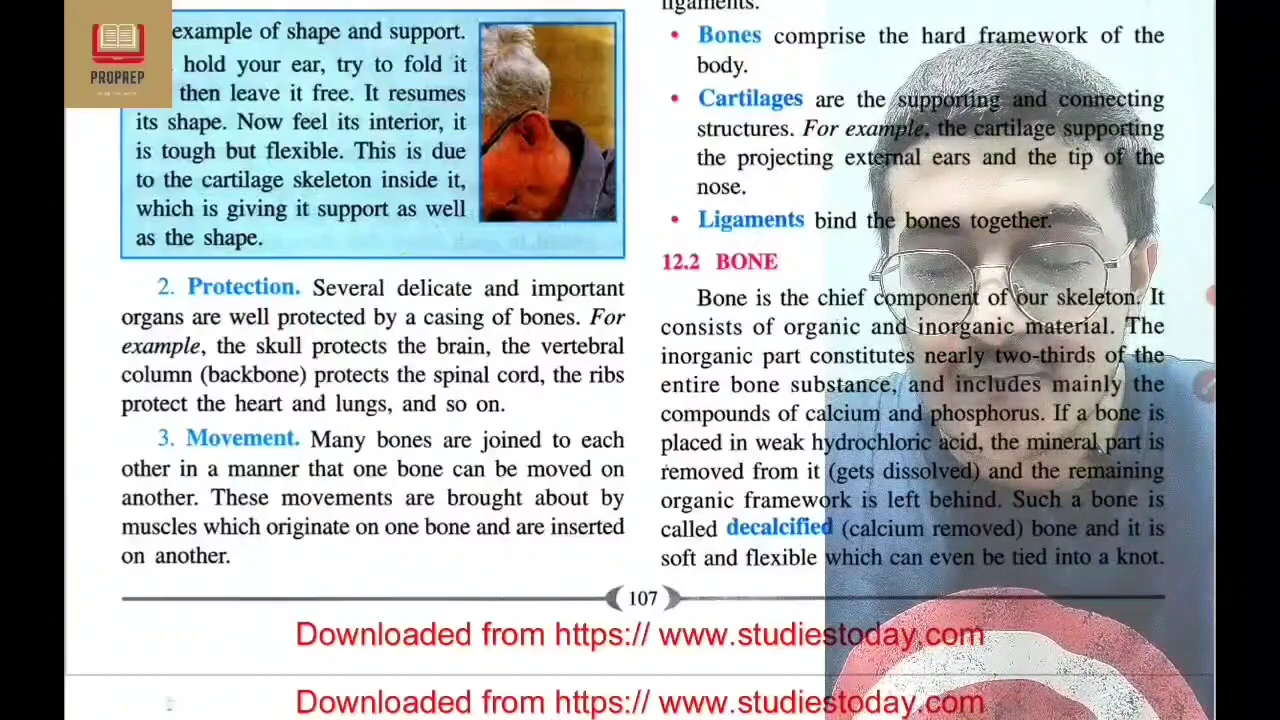 PROPREP
example of shape and support.
hold your ear, try to fold it
then leave it free. It resumes
its shape. Now feel its interior, it
is tough but flexible. This is due
to the cartilage skeleton inside it,
which is giving it support as well
as the shape.
2. Protection. Several delicate and important
organs are well protected by a casing of bones. For
example, the skull protects the brain, the vertebral
column (backbone) protects the spinal cord, the ribs
protect the heart and lungs, and so on.
3. Movement. Many bones are joined to each
other in a manner that one bone can be moved on
another. These movements are brought about by
muscles which originate on one bone and are inserted
on another.
ligaments.
• Bones comprise the hard framework of the
body.
• Cartilages are the supporting and connecting
structures. For example, the cartilage supporting
the projecting external ears and the tip of the
nose.
• Ligaments bind the bones together.
12.2 BONE
Bone is the chief component of our skeleton. It
consists of organic and inorganic material. The
inorganic part constitutes nearly two-thirds of the
entire bone substance, and includes mainly the
compounds of calcium and phosphorus. If a bone is
placed in weak hydrochloric acid, the mineral part is
removed from it (gets dissolved) and the remaining
organic framework is left behind. Such a bone is
called decalcified (calcium removed) bone and it is
soft and flexible which can even be tied into a knot.
107
Downloaded from https:// www.studiestoday.com
Downloaded from https:// www.studiestoday.com